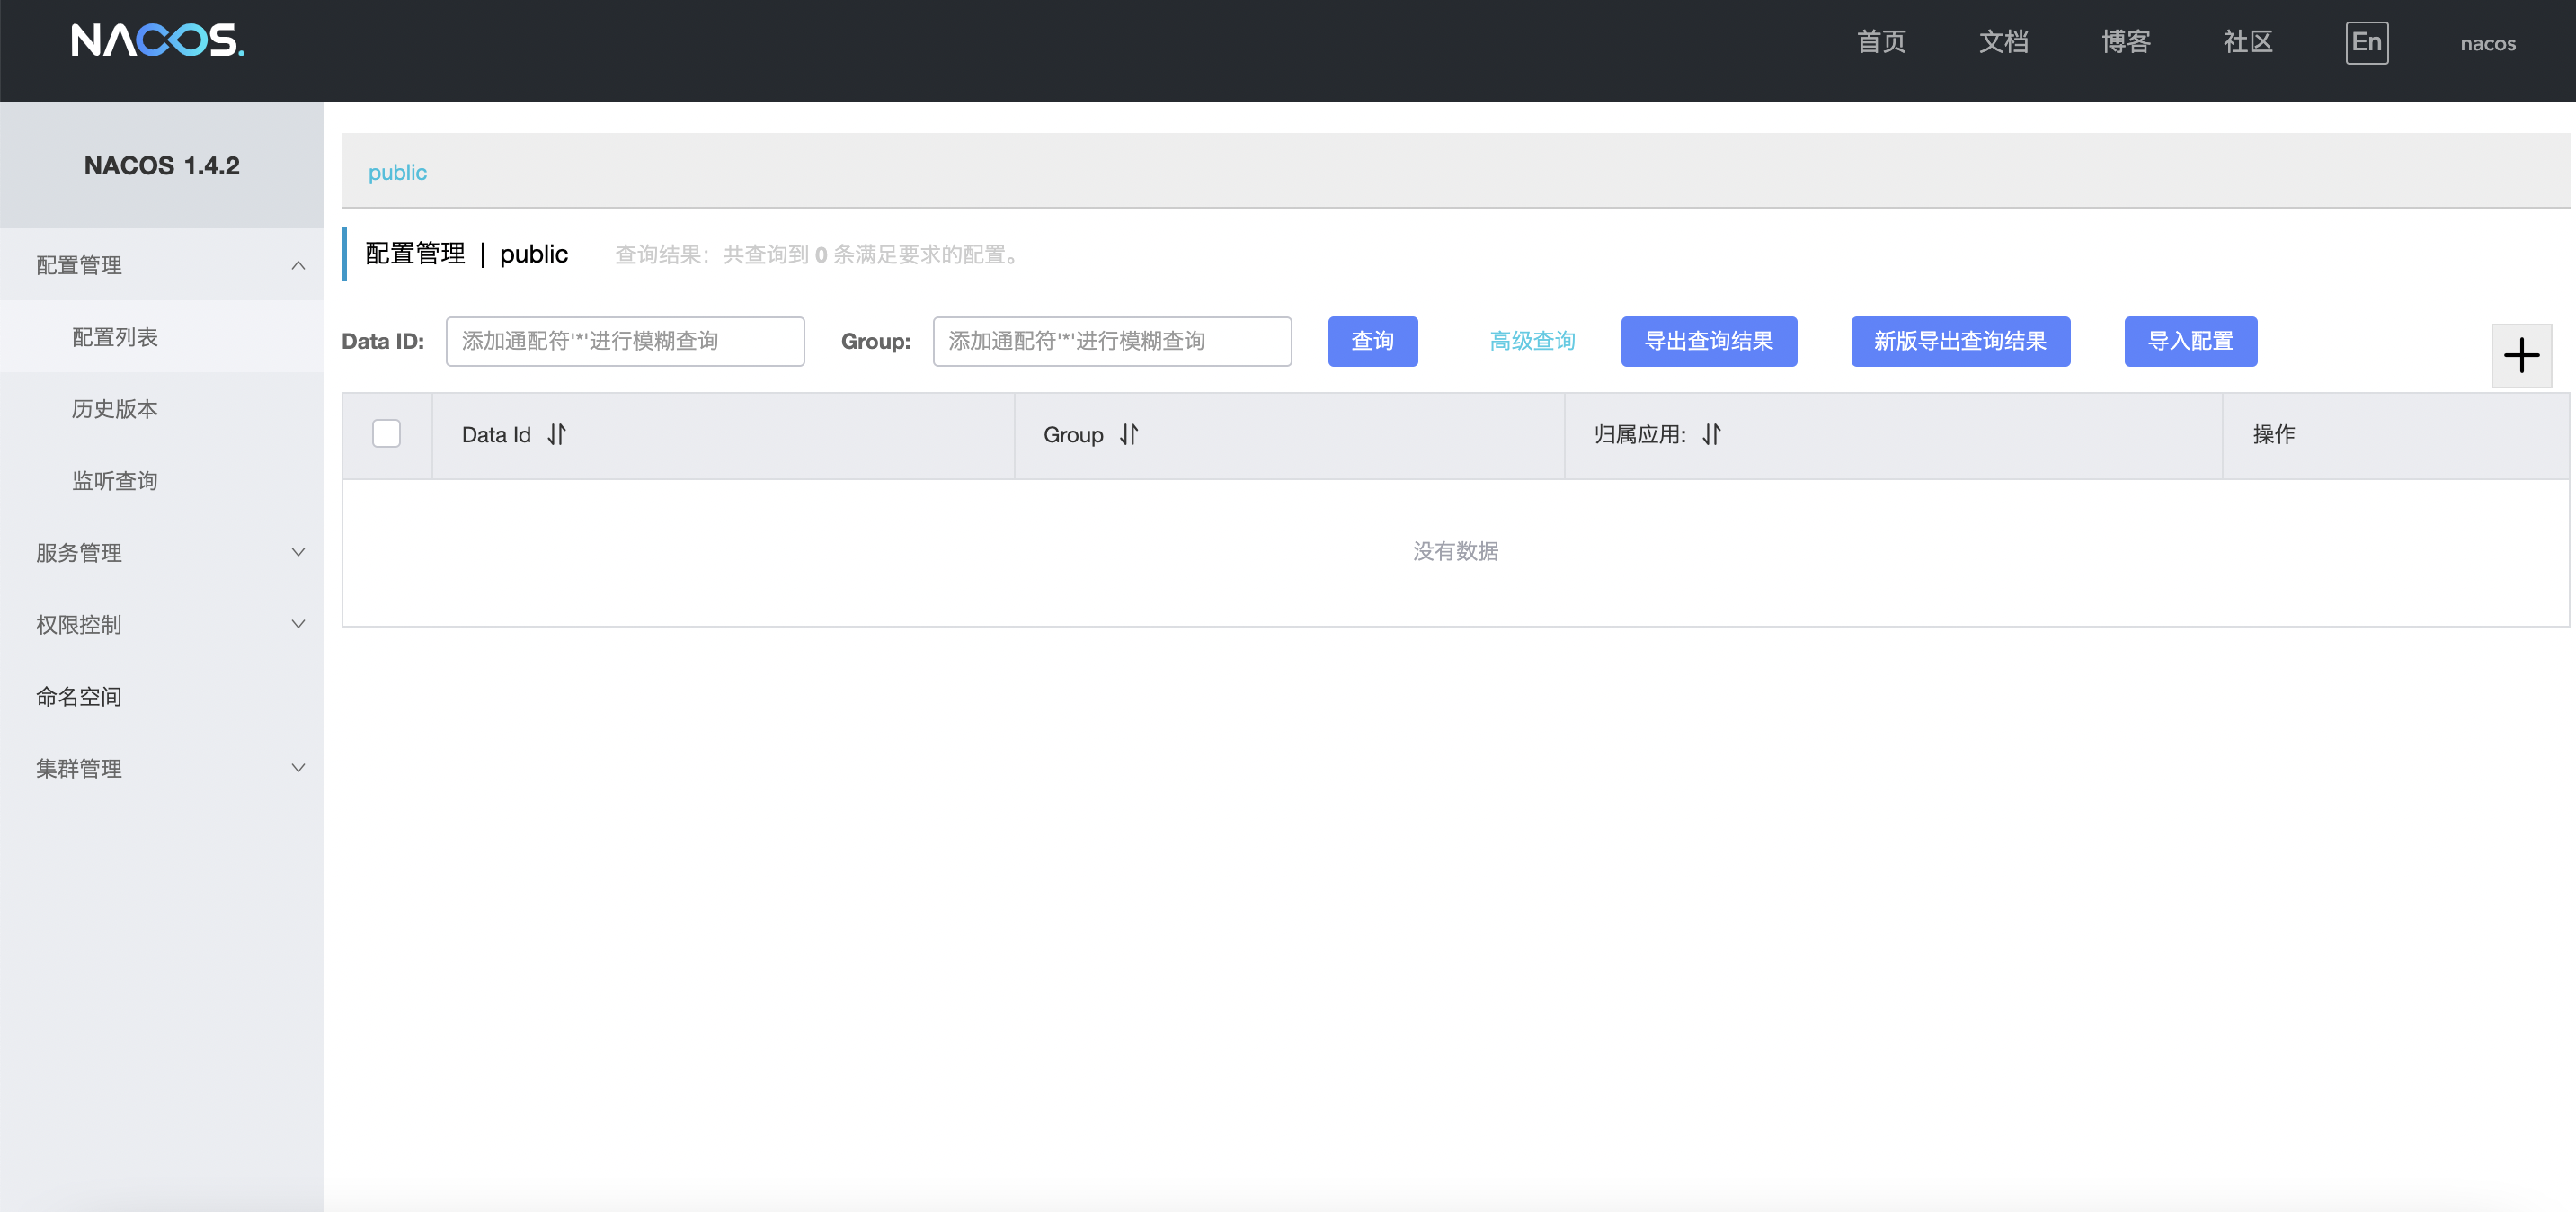 NACOS.
首页 文档 博客 社区 En nacos
NACOS 1.4.2
配置管理
配置列表
历史版本
监听查询
服务管理
权限控制
命名空间
集群管理
public
配置管理 | public 查询结果：共查询到 0 条满足要求的配置。
Data ID: 添加通配符'*'进行模糊查询 Group: 添加通配符'*'进行模糊查询 查询 高级查询 导出查询结果 新版导出查询结果 导入配置
Data Id Group 归属应用: 操作
没有数据